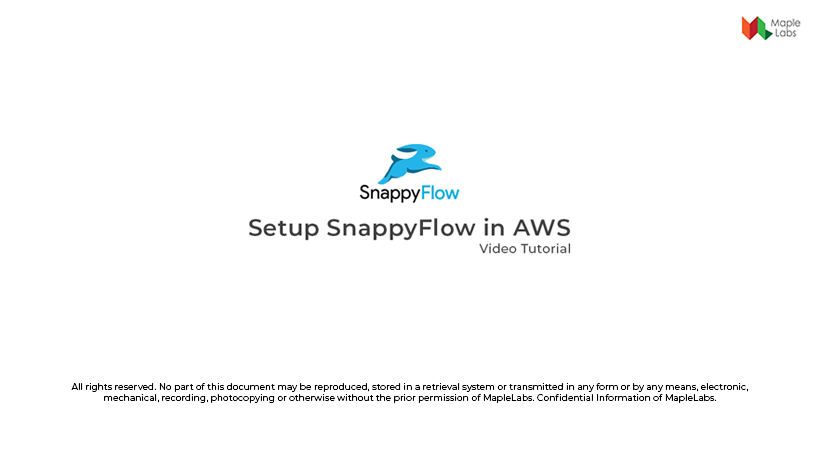 Maple
Labs
SnappyFlow
Setup SnappyFlow in AWS
Video Tutorial
All rights reserved. No part of this document may be reproduced, stored in a retrieval system or transmitted in any form or by any means, electronic,
mechanical, recording, photocopying or otherwise without the prior permission of MapleLabs. Confidential Information of MapleLabs.